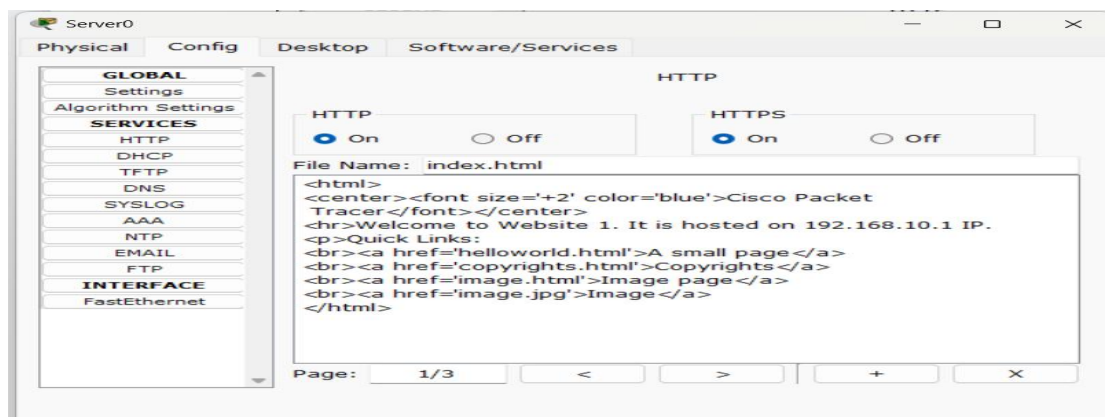 Server0
Physical Config Desktop Software/Services
GLOBAL
Settings
Algorithm Settings
SERVICES
HTTP
DHCP
TFTP
DNS
SYSLOG
AAA
NTP
EMAIL
FTP
INTERFACE
FastEthernet
HTTP
HTTP
On Off
HTTPS
On Off
File Name: index.html
<html>
<center><font size='+2' color='blue'>Cisco Packet
Tracer</font></center>
<hr>Welcome to Website 1. It is hosted on 192.168.10.1 IP.
<p>Quick Links:
<br><a href='helloworld.html'>A small page</a>
<br><a href='copyrights.html'>Copyrights</a>
<br><a href='image.html'>Image page</a>
<br><a href='image.jpg'>Image</a>
</html>
Page: 1/3 < > + X